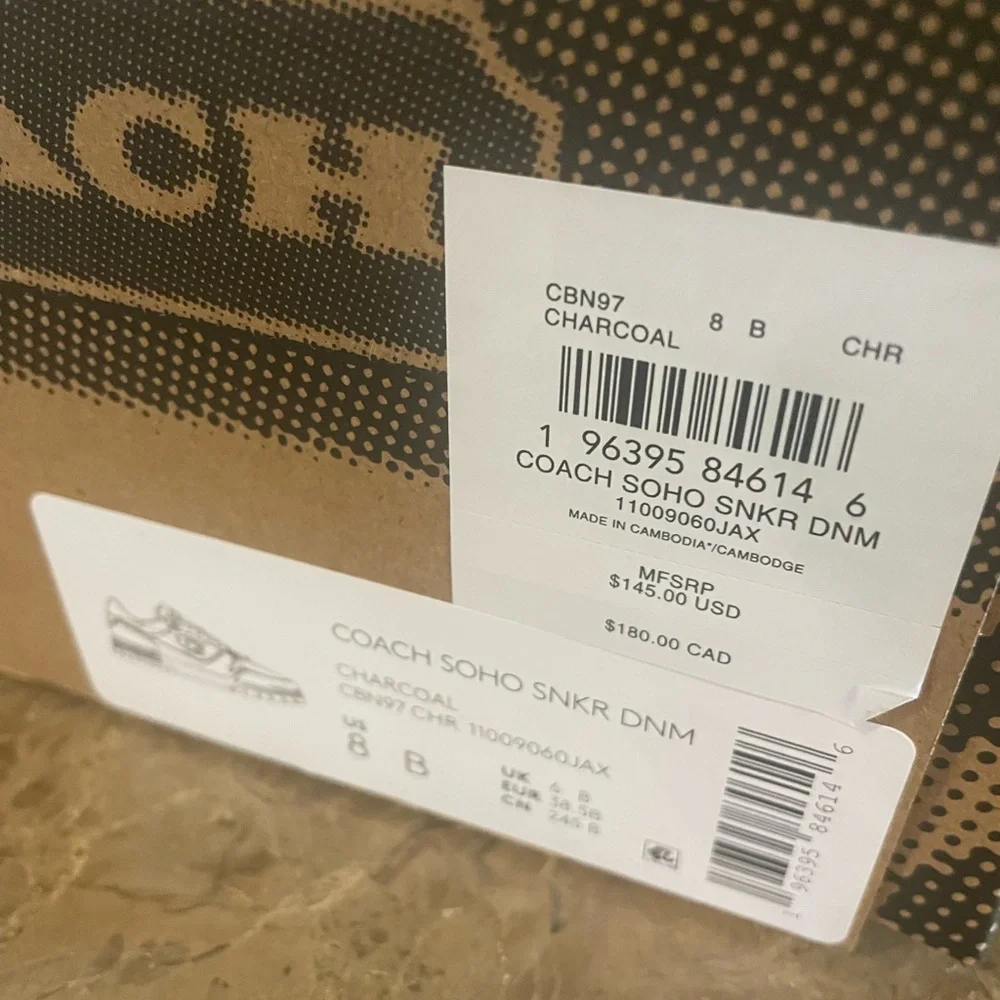 ACH
CBN97 8 B CHR
CHARCOAL
1 96395 84614 6
COACH SOHO SNKR DNM
11009060JAX
MADE IN CAMBODIA*/CAMBODGE
MFSRP
$145.00 USD
$180.00 CAD
COACH SOHO SNKR DNM
CHARCOAL
CBN97 CHR 11009060JAX
US
8 B
UK 6 B
EUR 38.5B
CN 245 B
1 96395 84614 6